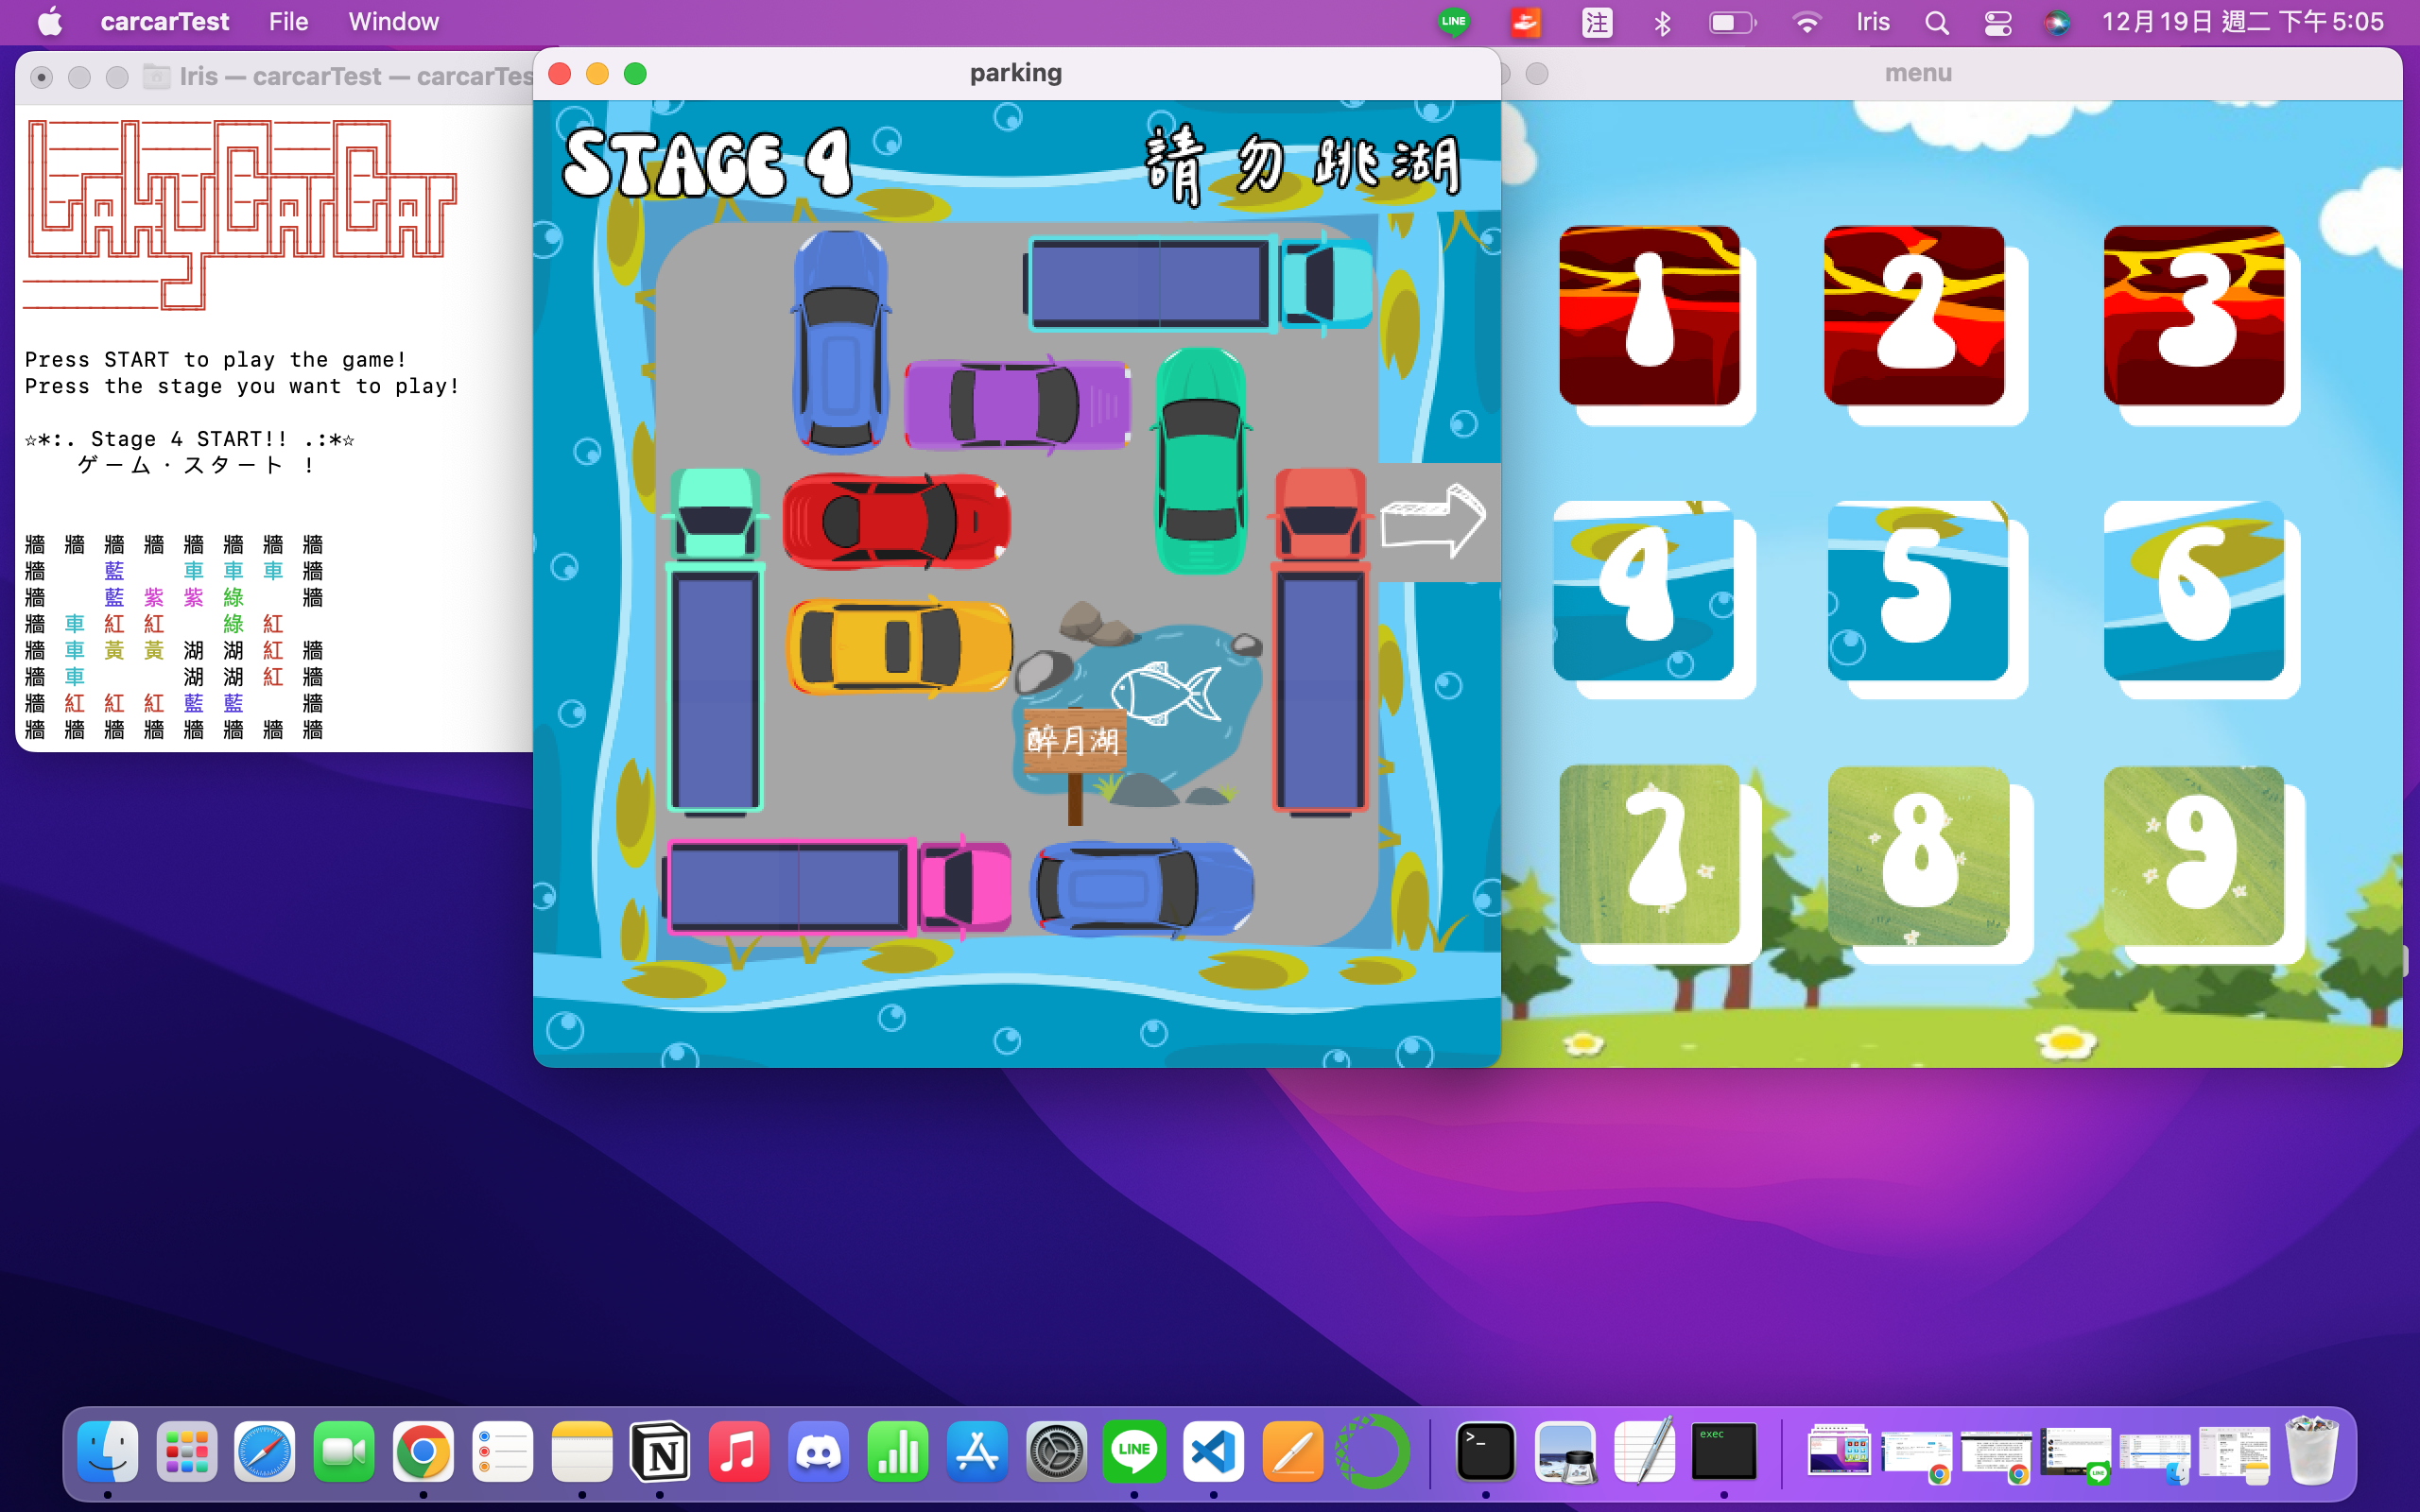 carcarTest File Window
LINE 注 Iris 12月19日 週二 下午5:05
Iris — carcarTest — carcarTes
LakyCarCar
Press START to play the game!
Press the stage you want to play!
☆*:. Stage 4 START!! .:*☆
ゲーム・スタート !
牆 牆 牆 牆 牆 牆 牆 牆
牆 藍 車 車 車 牆
牆 藍 紫 紫 綠 牆
牆 車 紅 紅 綠 紅
牆 車 黃 黃 湖 湖 紅 牆
牆 車 湖 湖 紅 牆
牆 紅 紅 紅 藍 藍 牆
牆 牆 牆 牆 牆 牆 牆 牆
parking
STAGE 4
請勿跳湖
醉月湖
menu
1 2 3
4 5 6
7 8 9
N
LINE
>_
exec